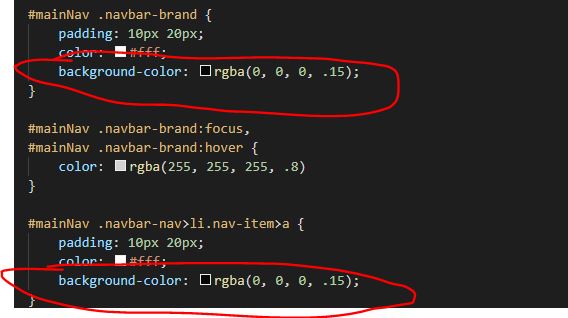 #mainNav .navbar-brand {
padding: 10px 20px;
color: #fff;
background-color: rgba(0, 0, 0, .15);
}
#mainNav .navbar-brand:focus,
#mainNav .navbar-brand:hover {
color: rgba(255, 255, 255, .8)
}
#mainNav .navbar-nav>li.nav-item>a {
padding: 10px 20px;
color: #fff;
background-color: rgba(0, 0, 0, .15);
}